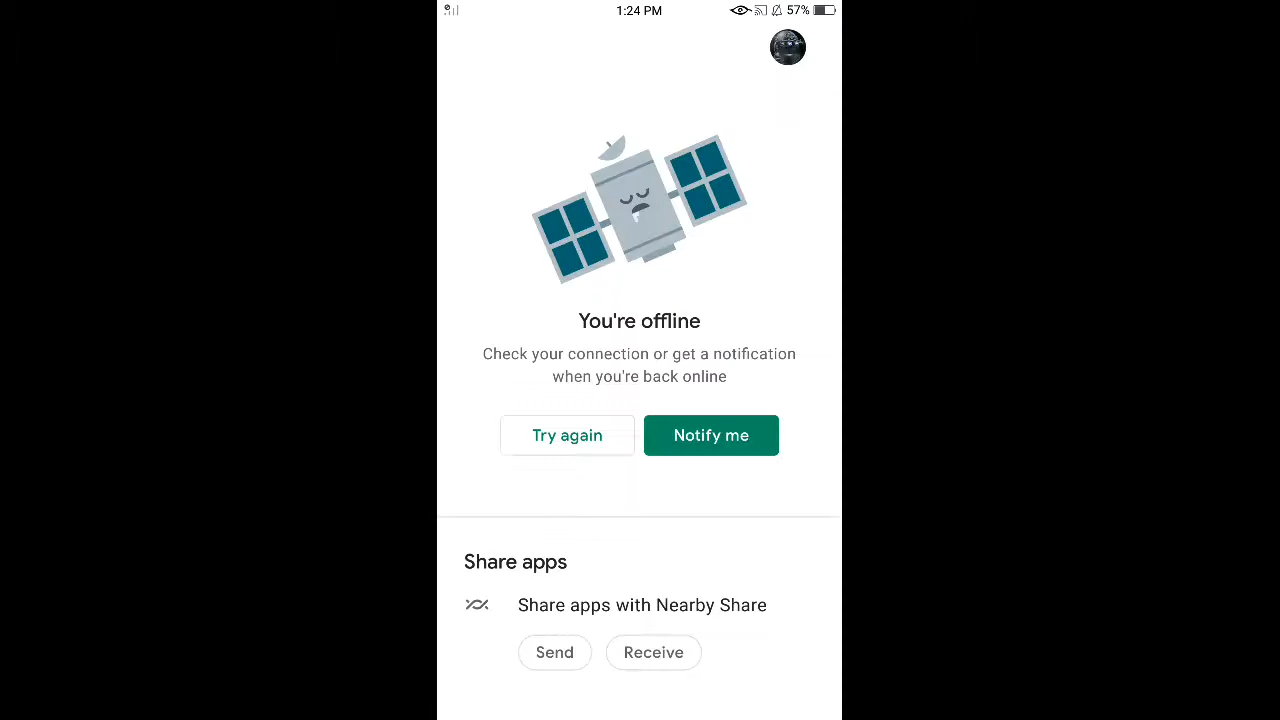 1:24 PM
57%
You're offline
Check your connection or get a notification
when you're back online
Try again
Notify me
Share apps
Share apps with Nearby Share
Send
Receive